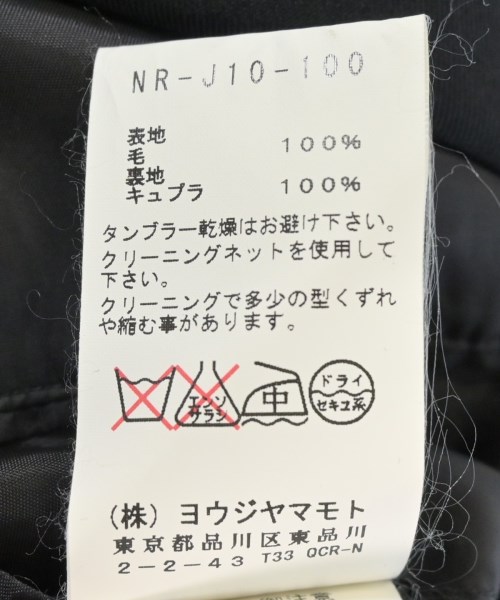 NR-J10-100
表地
毛 100%
裏地
キュプラ 100%
タンブラー乾燥はお避け下さい。
クリーニングネットを使用して
下さい。
クリーニングで多少の型くずれ
や縮む事があります。
エンソ
サラシ
中
ドライ
セキユ系
(株) ヨウジヤマモト
東京都品川区東品川
2-2-43 T33 QCR-N